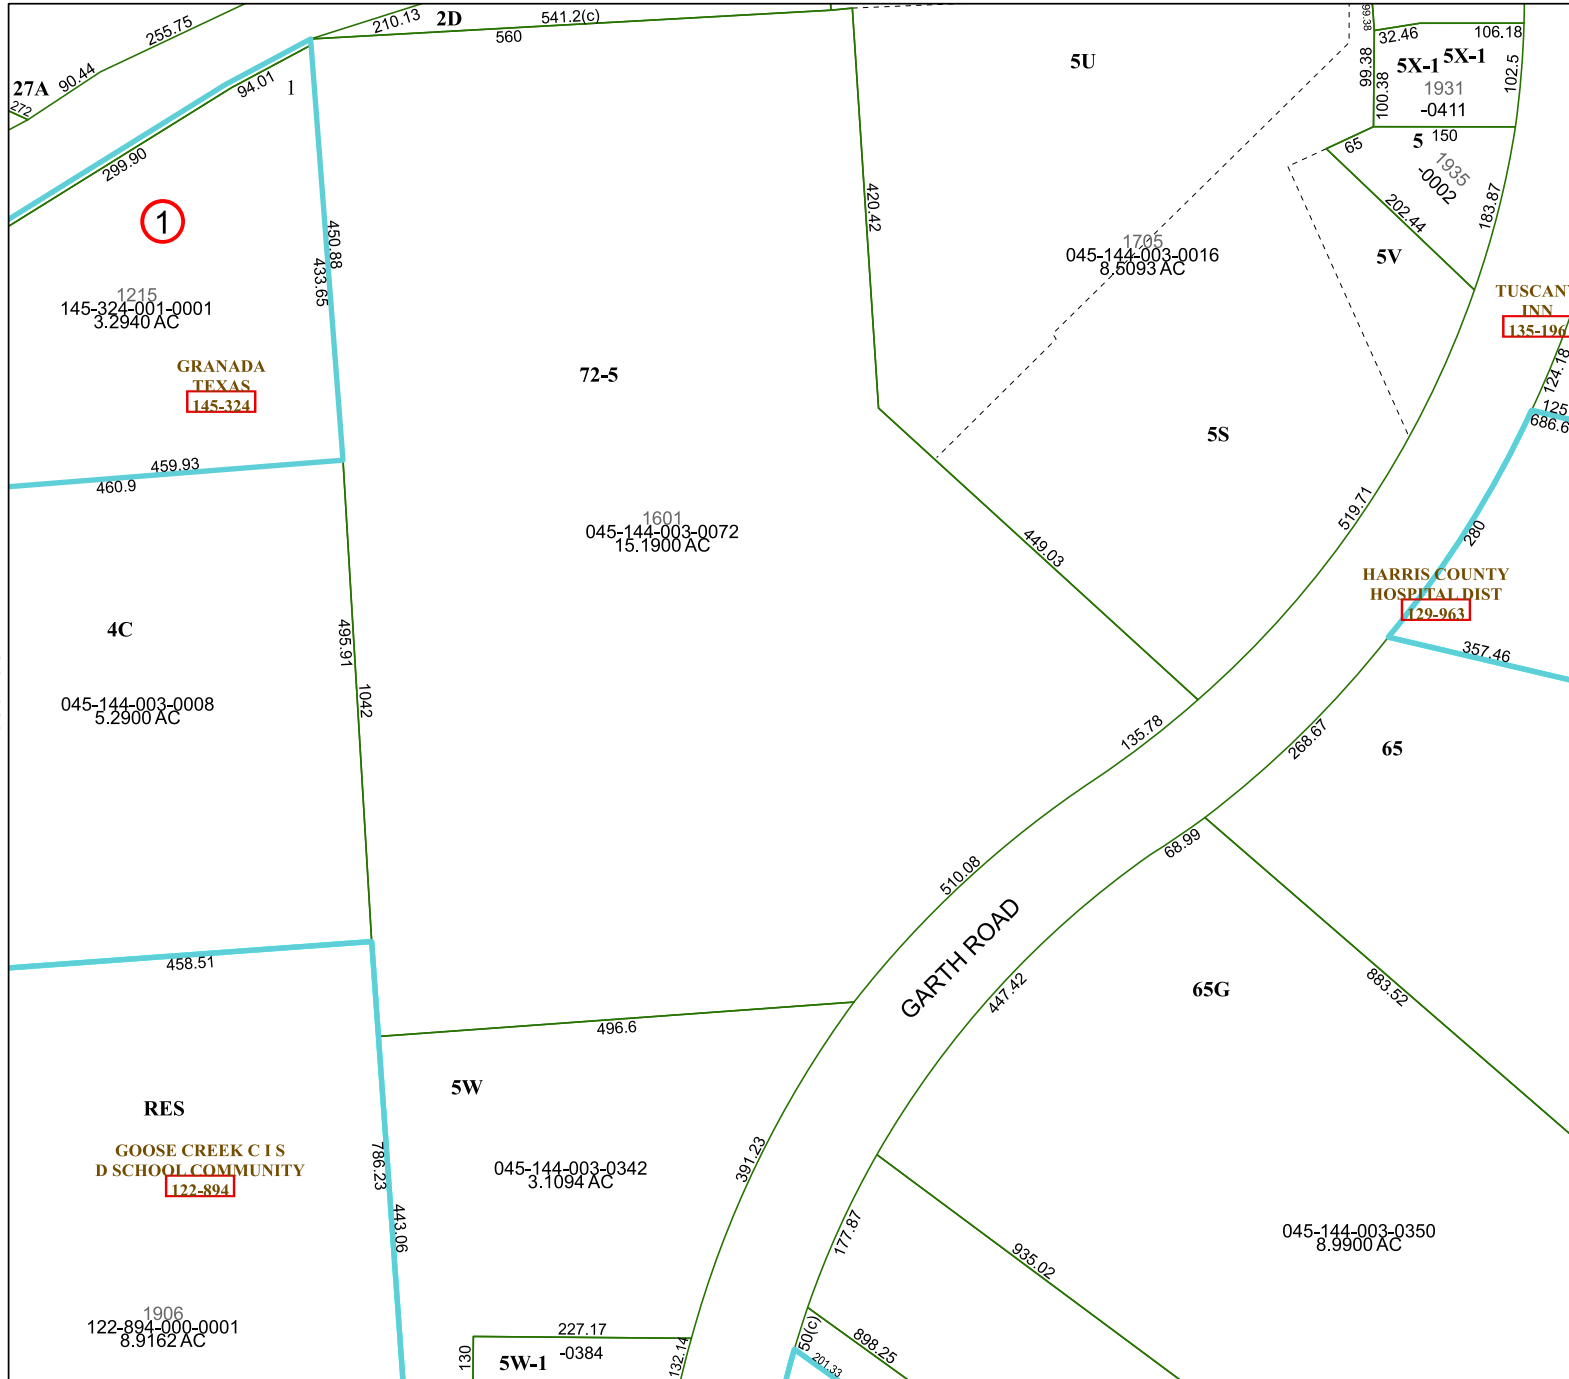 255.75
210.13
2D
541.2(c)
560
27A
90.44
272
94.01
1
299.90
1
450.88
433.65
1215
145-324-001-0001
3.2940 AC
GRANADA
TEXAS
145-324
459.93
460.9
72-5
420.42
5U
99.38
32.46
106.18
99.38
100.38
5X-1
5X-1
1931
-0411
102.5
65
5
150
1935
-0002
202.44
183.87
5V
1705
045-144-003-0016
8.5093 AC
TUSCANY
INN
135-196
124.18
125
686.6
5S
519.71
280
449.03
1601
045-144-003-0072
15.1900 AC
HARRIS COUNTY
HOSPITAL DIST
129-963
357.46
4C
495.91
1042
045-144-003-0008
5.2900 AC
135.78
268.67
65
68.99
510.08
GARTH ROAD
447.42
65G
883.52
458.51
496.6
5W
RES
GOOSE CREEK C I S
D SCHOOL COMMUNITY
122-894
786.23
443.06
045-144-003-0342
3.1094 AC
391.23
177.87
935.02
045-144-003-0350
8.9900 AC
1906
122-894-000-0001
8.9162 AC
227.17
130
5W-1
-0384
132.14
50(c)
201.33
898.25